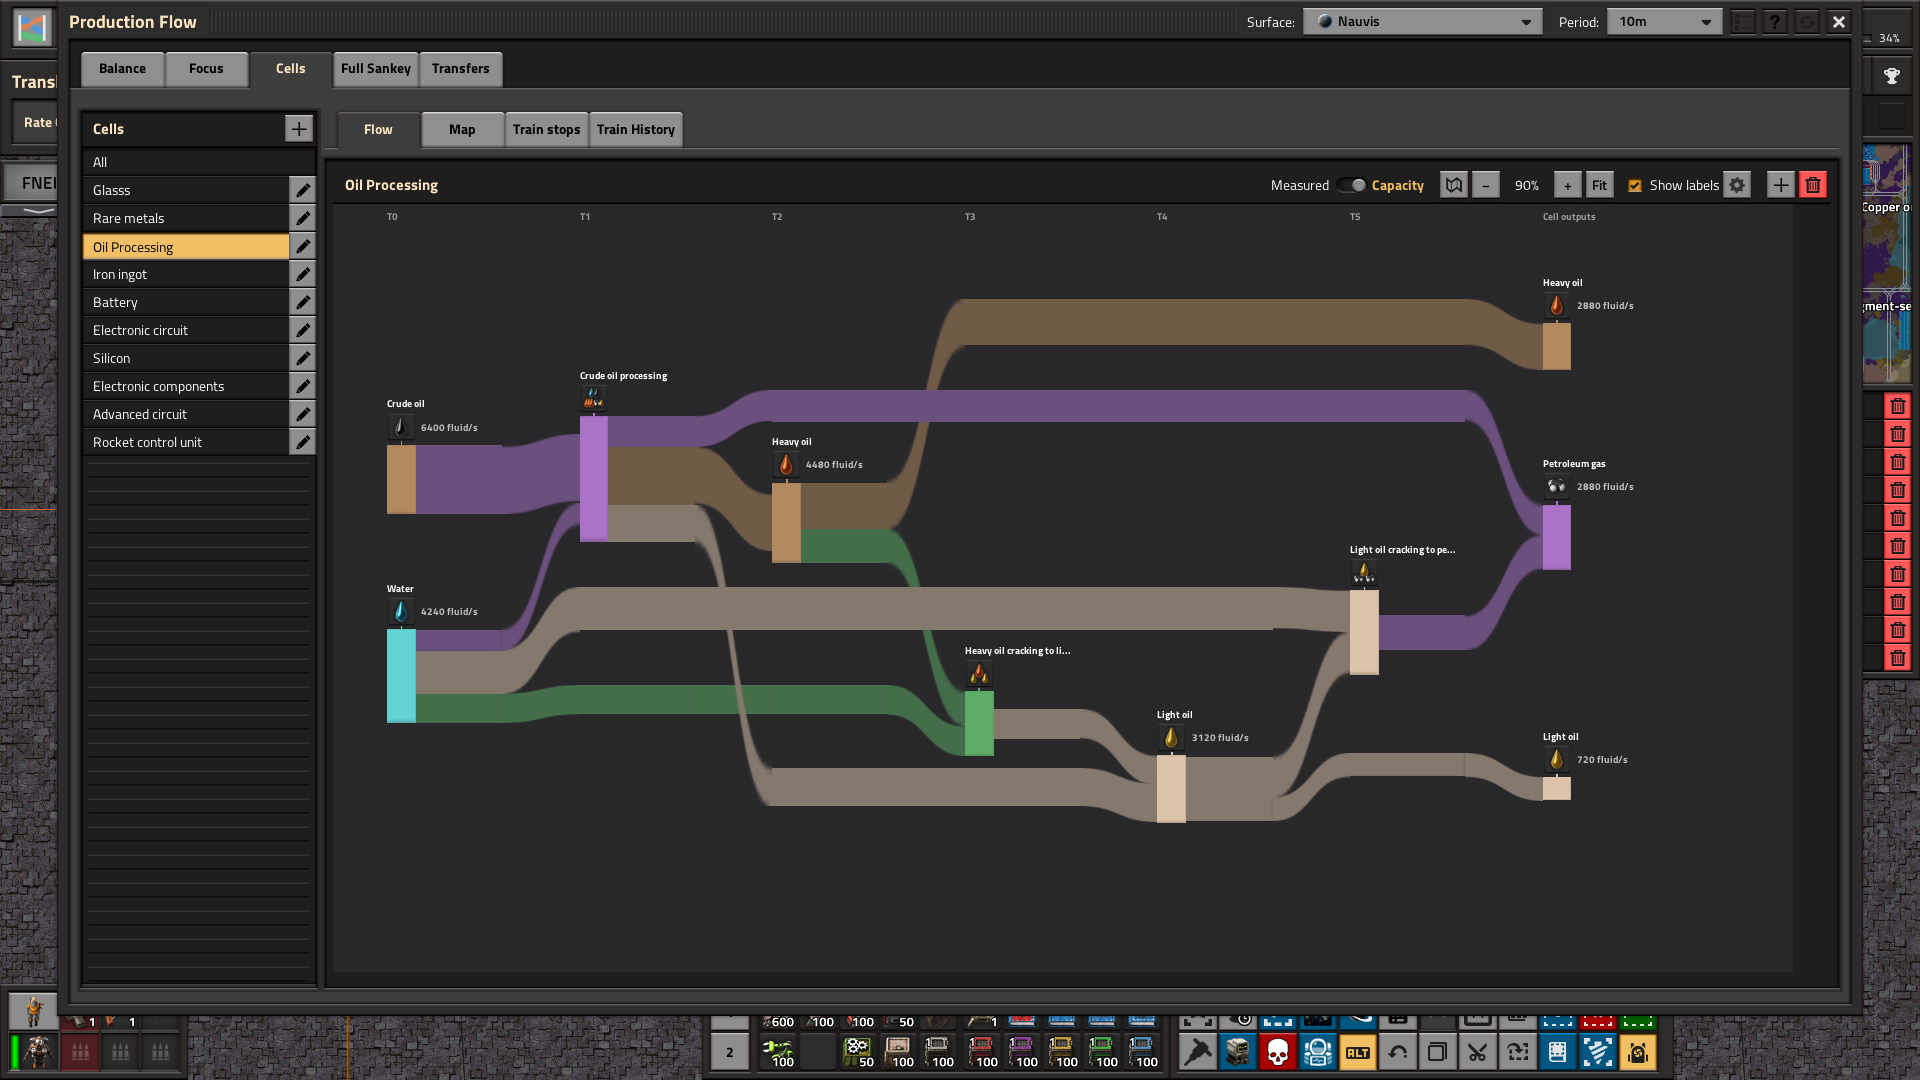 Production Flow
Surface:
Nauvis
Period:
10m
34%
Balance
Focus
Cells
Full Sankey
Transfers
Transl
Rate
FNEI
Cells
All
Glasss
Rare metals
Oil Processing
Iron ingot
Battery
Electronic circuit
Silicon
Electronic components
Advanced circuit
Rocket control unit
Flow
Map
Train stops
Train History
Oil Processing
Measured
Capacity
90%
Fit
Show labels
T0
T1
T2
T3
T4
T5
Cell outputs
Heavy oil
2880 fluid/s
Crude oil processing
Crude oil
6400 fluid/s
Heavy oil
4480 fluid/s
Petroleum gas
2880 fluid/s
Light oil cracking to pe...
Water
4240 fluid/s
Heavy oil cracking to li...
Light oil
3120 fluid/s
Light oil
720 fluid/s
Copper o
gment-se
1
1
600
100
100
50
1
2
100
50
100
100
100
100
100
100
100
ALT